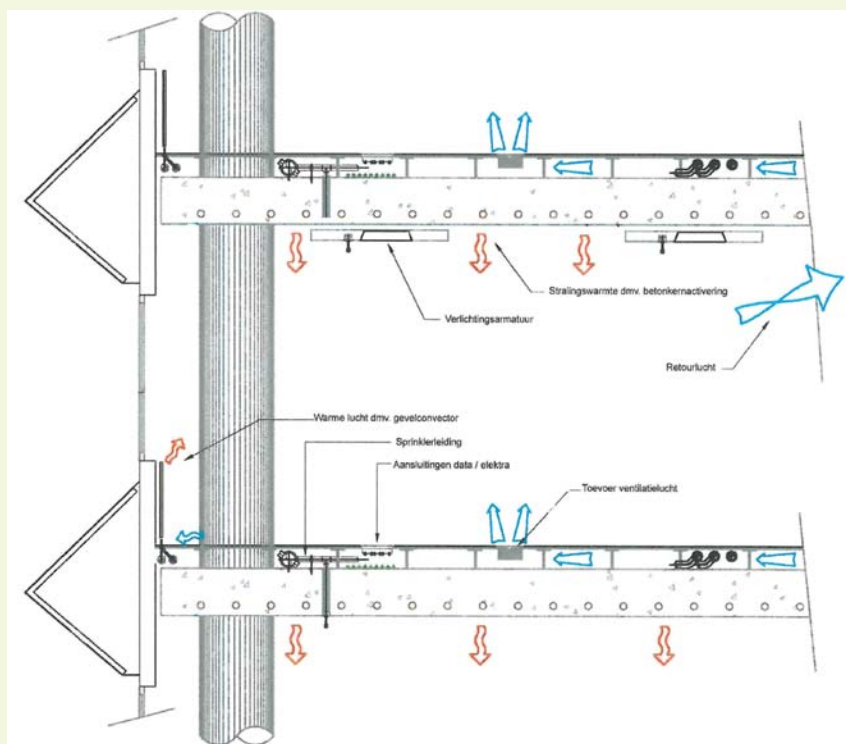 Stralingswarmte dmv. betonkernactivering
Verlichtingsarmatuur
Retourlucht
Warme lucht dmv. gevelconvector
Sprinklerleiding
Aansluitingen data / elektra
Toevoer ventilatielucht